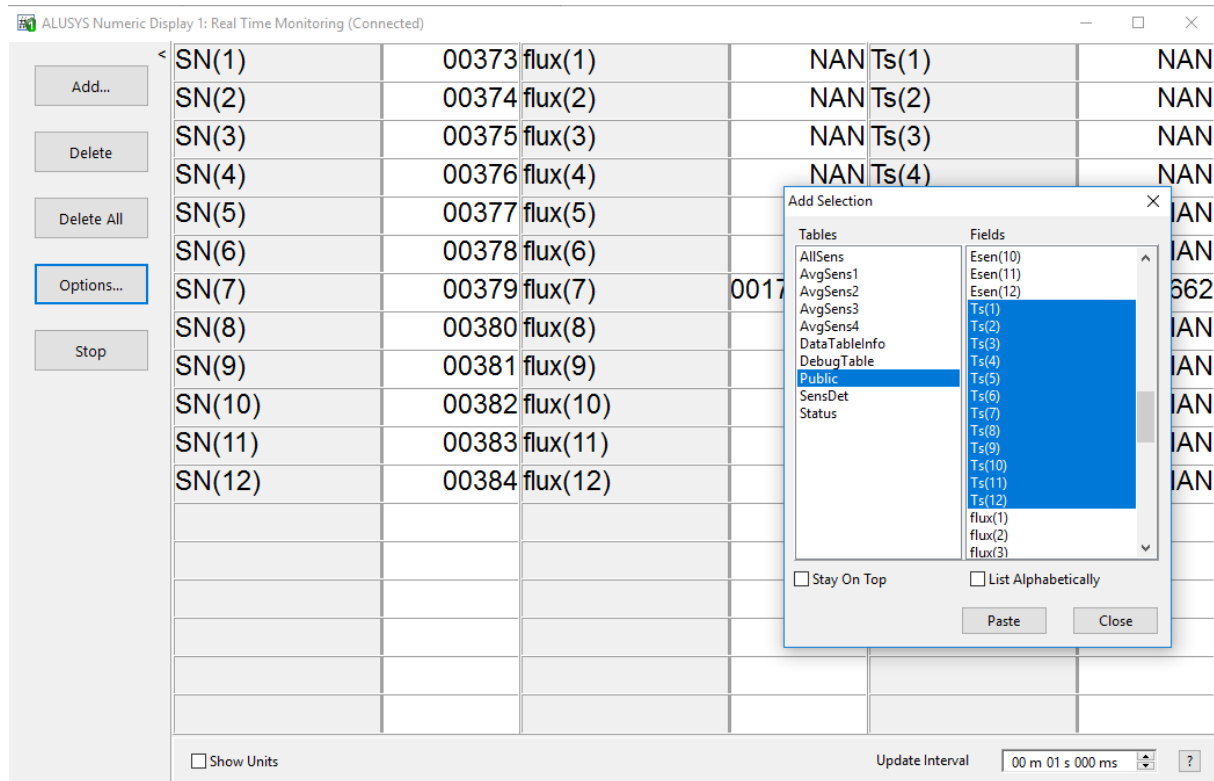 ALUSYS Numeric Display 1: Real Time Monitoring (Connected)
<
Add...
Delete
Delete All
Options...
Stop
SN(1) 00373 flux(1) NAN Ts(1) NAN
SN(2) 00374 flux(2) NAN Ts(2) NAN
SN(3) 00375 flux(3) NAN Ts(3) NAN
SN(4) 00376 flux(4) NAN Ts(4) NAN
SN(5) 00377 flux(5)
SN(6) 00378 flux(6)
SN(7) 00379 flux(7) 0017 662
SN(8) 00380 flux(8)
SN(9) 00381 flux(9)
SN(10) 00382 flux(10)
SN(11) 00383 flux(11)
SN(12) 00384 flux(12)
Add Selection
Tables
AllSens
AvgSens1
AvgSens2
AvgSens3
AvgSens4
DataTableInfo
DebugTable
Public
SensDet
Status
Fields
Esen(10)
Esen(11)
Esen(12)
Ts(1)
Ts(2)
Ts(3)
Ts(4)
Ts(5)
Ts(6)
Ts(7)
Ts(8)
Ts(9)
Ts(10)
Ts(11)
Ts(12)
flux(1)
flux(2)
flux(3)
Stay On Top
List Alphabetically
Paste Close
Show Units
Update Interval 00 m 01 s 000 ms ?